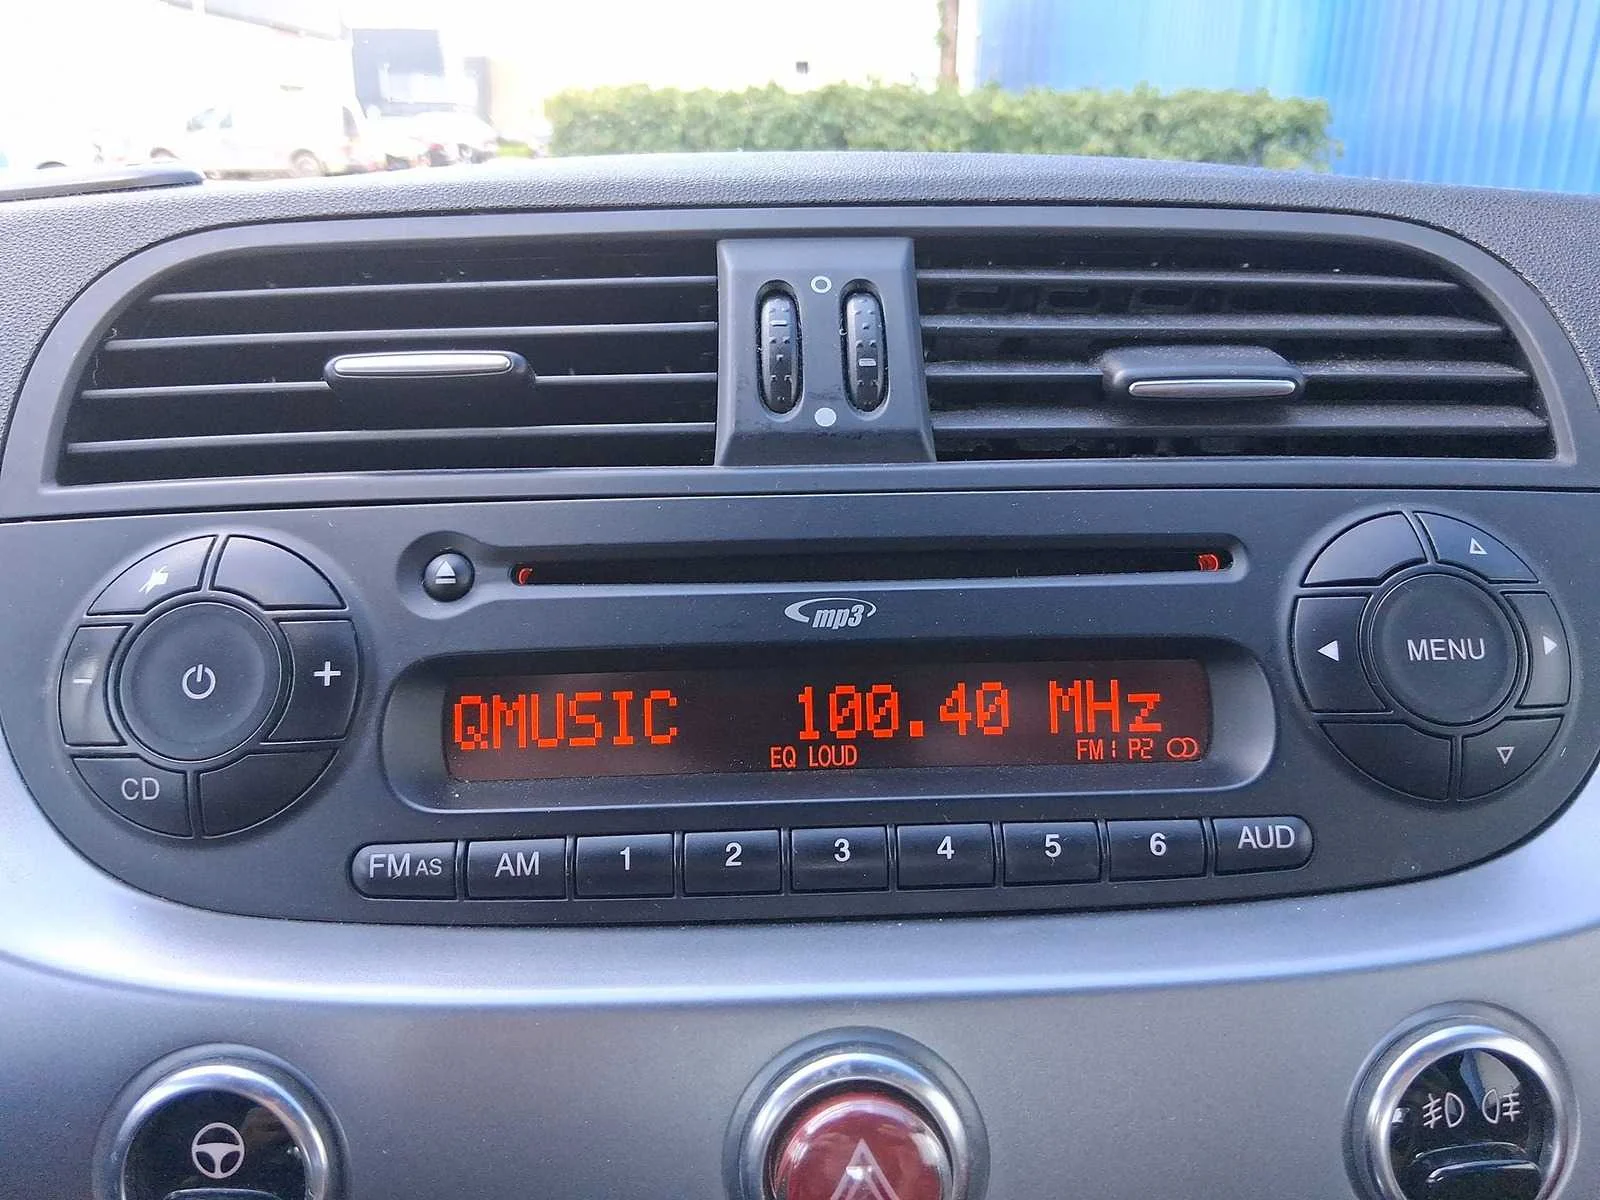 mp3
QMUSIC 100.40 MHz
EQ LOUD FM1 P2
MENU
CD
FM AS AM 1 2 3 4 5 6 AUD